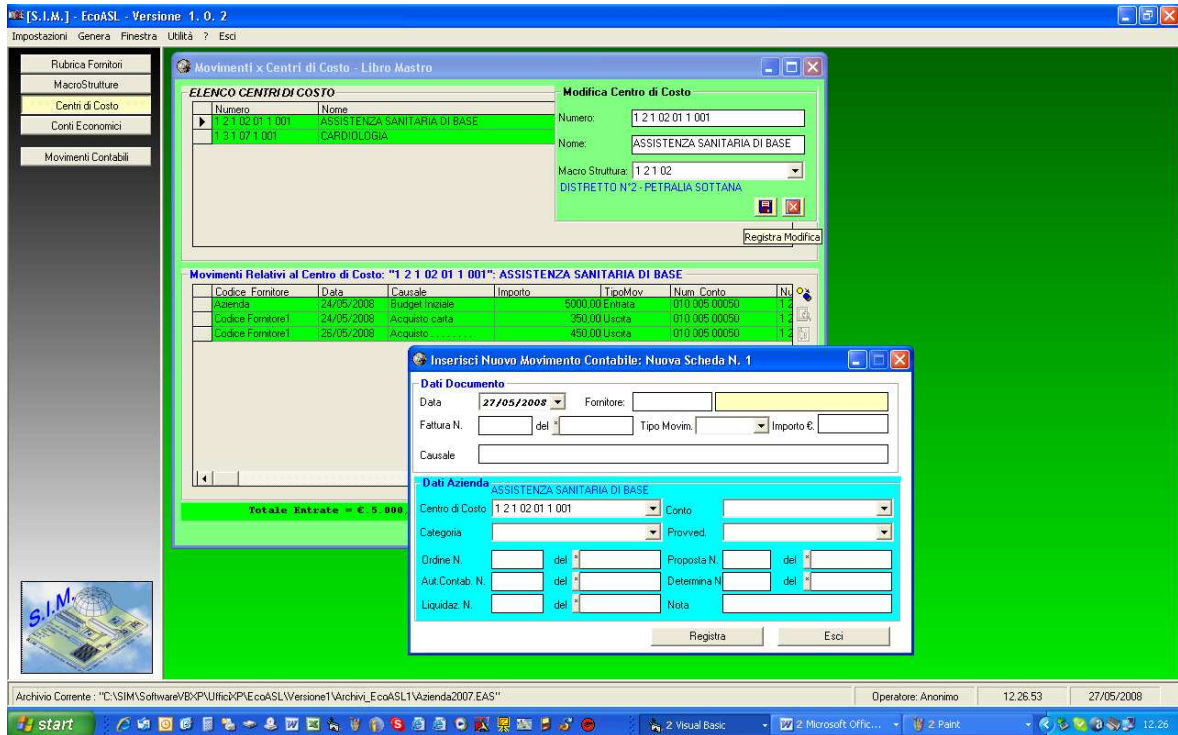 [S.I.M.] - EcoASL - Versione 1. 0. 2
Impostazioni Genera Finestra Utilità ? Esci
Rubrica Fornitori
MacroStrutture
Centri di Costo
Conti Economici
Movimenti Contabili
Movimenti x Centri di Costo - Libro Mastro
ELENCO CENTRI DI COSTO
Numero Nome
1 2 1 02 01 1 001 ASSISTENZA SANITARIA DI BASE
1 3 1 07 1 001 CARDIOLOGIA
Modifica Centro di Costo
Numero: 1 2 1 02 01 1 001
Nome: ASSISTENZA SANITARIA DI BASE
Macro Struttura: 1 2 1 02
DISTRETTO N°2 - PETRALIA SOTTANA
Registra Modifica
Movimenti Relativi al Centro di Costo: "1 2 1 02 01 1 001": ASSISTENZA SANITARIA DI BASE
Codice Fornitore Data Causale Importo TipoMov Num Conto Nu
Azienda 24/05/2008 Budget Iniziale 5000,00 Entrata 010 005 00050 1 2
Codice Fornitore1 24/05/2008 Acquisto carta 350,00 Uscita 010 005 00050 1 2
Codice Fornitore1 26/05/2008 Acquisto . . . . . . . . 450,00 Uscita 010 005 00050 1 2
Totale Entrate = €.5.000,
Inserisci Nuovo Movimento Contabile: Nuova Scheda N. 1
Dati Documento
Data 27/05/2008 Fornitore:
Fattura N. del * Tipo Movim. Importo €.
Causale
Dati Azienda
ASSISTENZA SANITARIA DI BASE
Centro di Costo 1 2 1 02 01 1 001 Conto
Categoria Provved.
Ordine N. del * Proposta N. del *
Aut.Contab. N. del * Determina N del *
Liquidaz. N. del * Nota
Registra Esci
S.I.M.
Archivio Corrente : "C:\SIM\SoftwareVBXP\UfficiXP\EcoASL\Versione1\Archivi_EcoASL1\Azienda2007.EAS" Operatore: Anonimo 12.26.53 27/05/2008
start 2 Visual Basic 2 Microsoft Offic... 2 Paint 12.26